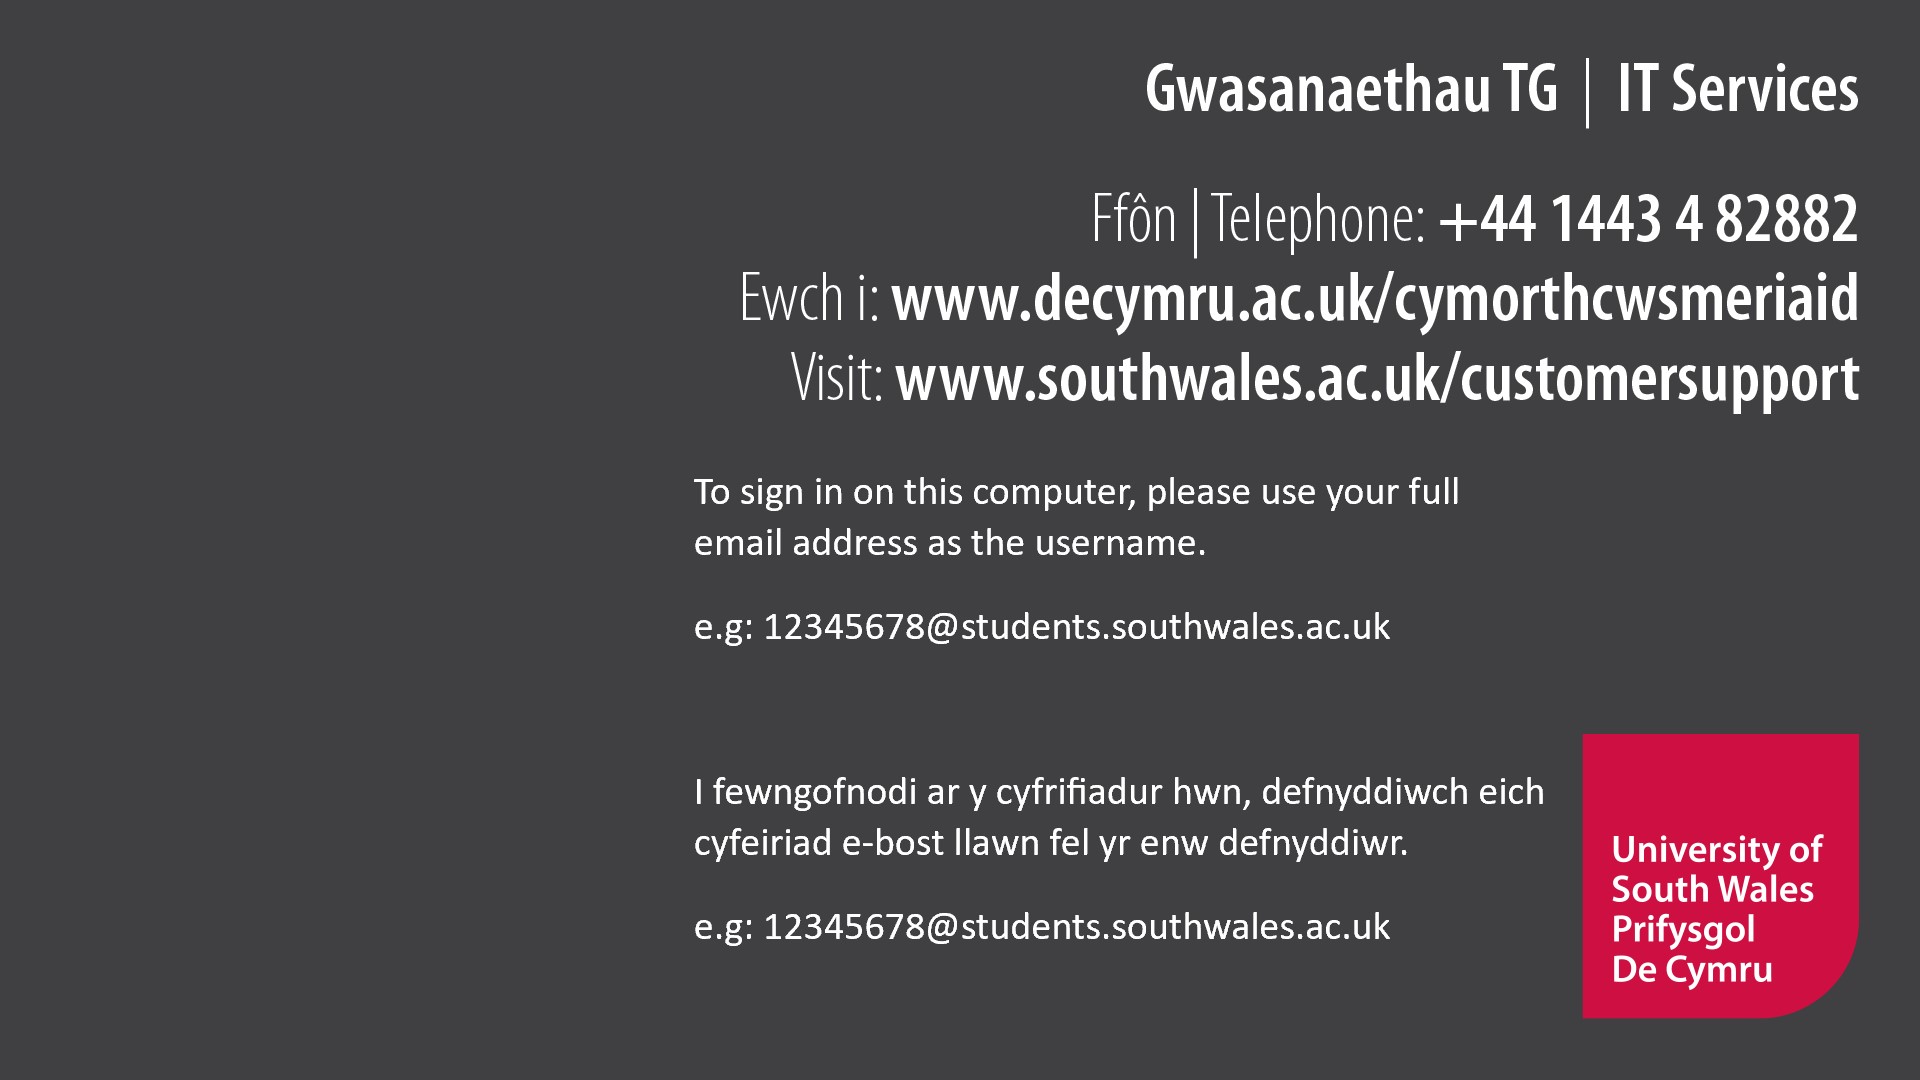 Gwasanaethau TG | IT Services
Ffôn | Telephone: +44 1443 4 82882
Ewch i: www.decymru.ac.uk/cymorthcwsmeriaid
Visit: www.southwales.ac.uk/customersupport
To sign in on this computer, please use your full
email address as the username.
e.g: 12345678@students.southwales.ac.uk
I fewngofnodi ar y cyfrifiadur hwn, defnyddiwch eich
cyfeiriad e-bost llawn fel yr enw defnyddiwr.
e.g: 12345678@students.southwales.ac.uk
University of
South Wales
Prifysgol
De Cymru